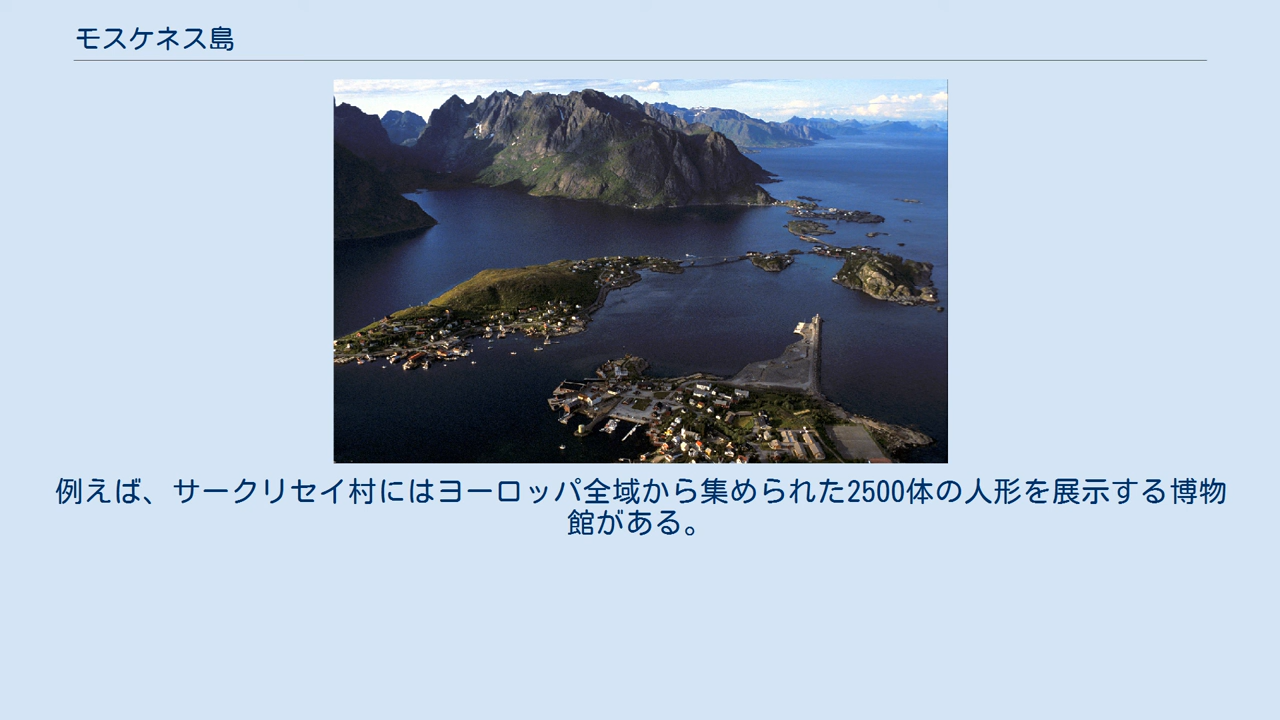 モスケネス島
例えば、サークリセイ村にはヨーロッパ全域から集められた2500体の人形を展示する博物
館がある。